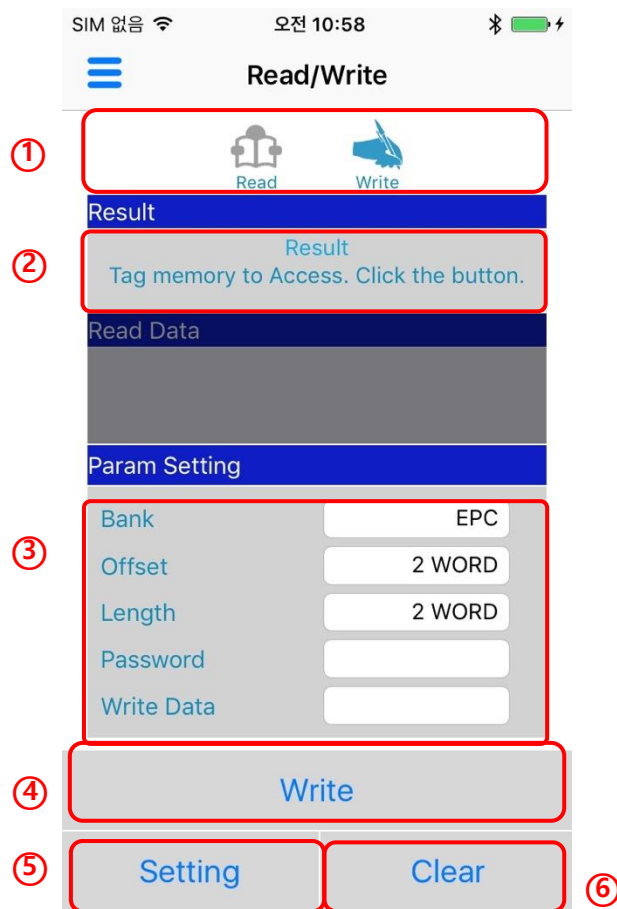 SIM 없음 오전 10:58
Read/Write
①
Read Write
Result
②
Result
Tag memory to Access. Click the button.
Read Data
Param Setting
③
Bank EPC
Offset 2 WORD
Length 2 WORD
Password
Write Data
④
Write
⑤
Setting Clear
⑥